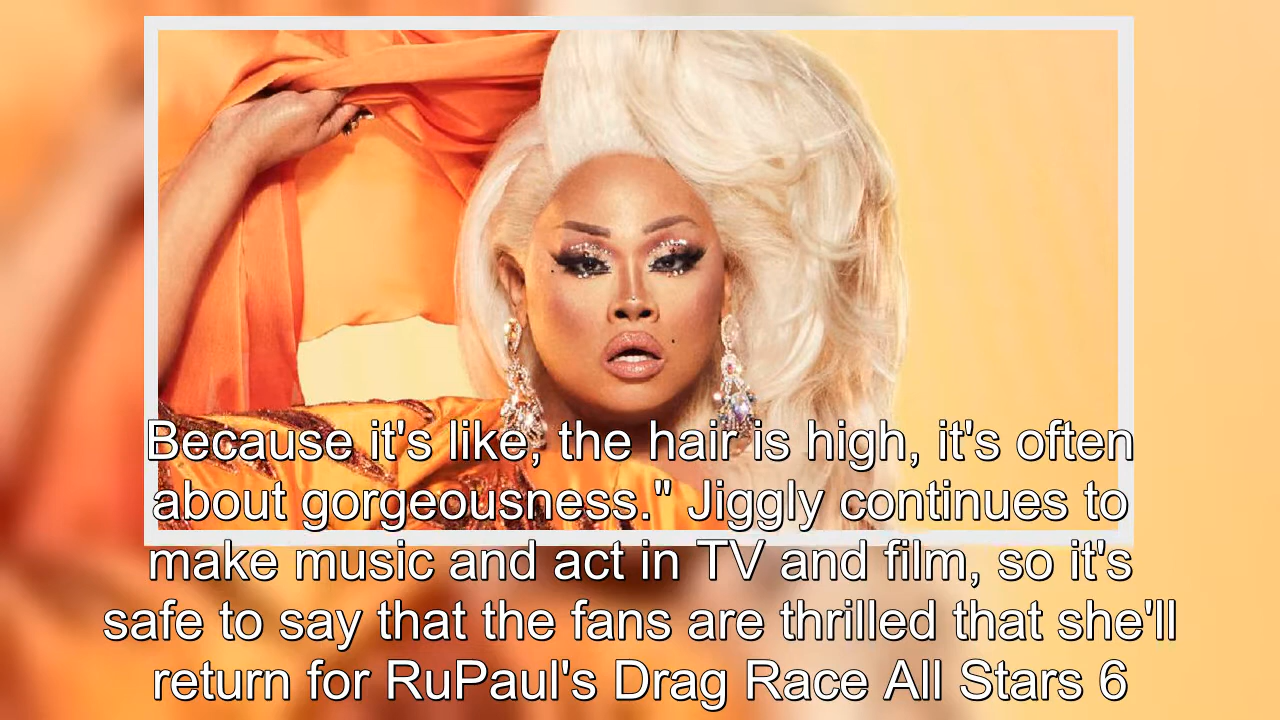 Because it's like, the hair is high, it's often
about gorgeousness." Jiggly continues to
make music and act in TV and film, so it's
safe to say that the fans are thrilled that she'll
return for RuPaul's Drag Race All Stars 6